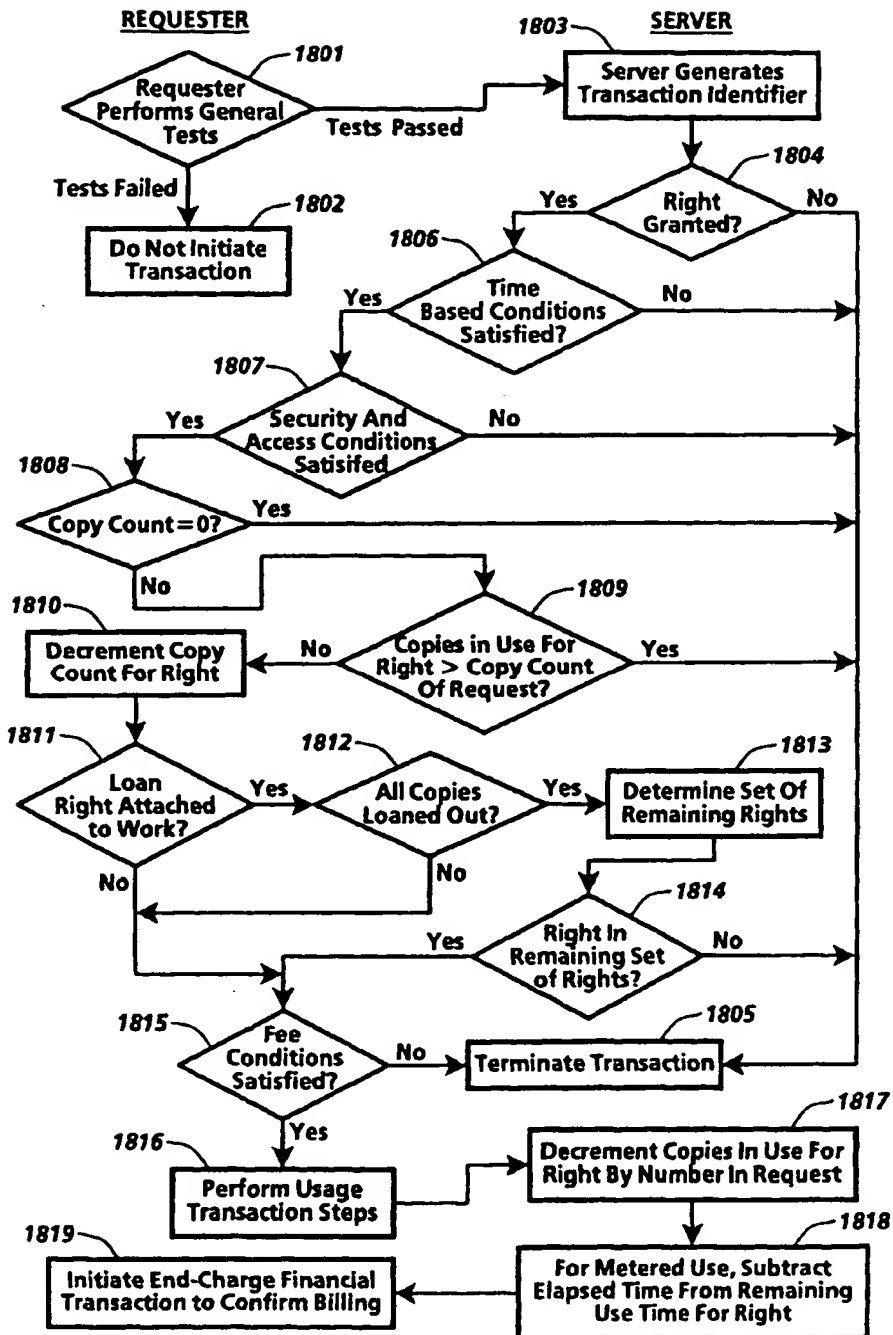 REQUESTER
SERVER
1801
1803
Requester
Performs General
Tests
Tests Passed
Server Generates
Transaction Identifier
Tests Failed
1802
Do Not Initiate
Transaction
1804
Yes
Right
Granted?
No
1806
Yes
Time
Based Conditions
Satisfied?
No
1807
Yes
Security And
Access Conditions
Satisifed
No
1808
Copy Count = 0?
Yes
No
1809
Copies in Use For
Right > Copy Count
Of Request?
No
Yes
1810
Decrement Copy
Count For Right
1811
Loan
Right Attached
to Work?
Yes
No
1812
All Copies
Loaned Out?
Yes
No
1813
Determine Set Of
Remaining Rights
1814
Yes
Right In
Remaining Set
of Rights?
No
1815
Fee
Conditions
Satisfied?
No
Yes
1805
Terminate Transaction
1816
Perform Usage
Transaction Steps
1817
Decrement Copies In Use For
Right By Number In Request
1818
For Metered Use, Subtract
Elapsed Time From Remaining
Use Time For Right
1819
Initiate End-Charge Financial
Transaction to Confirm Billing